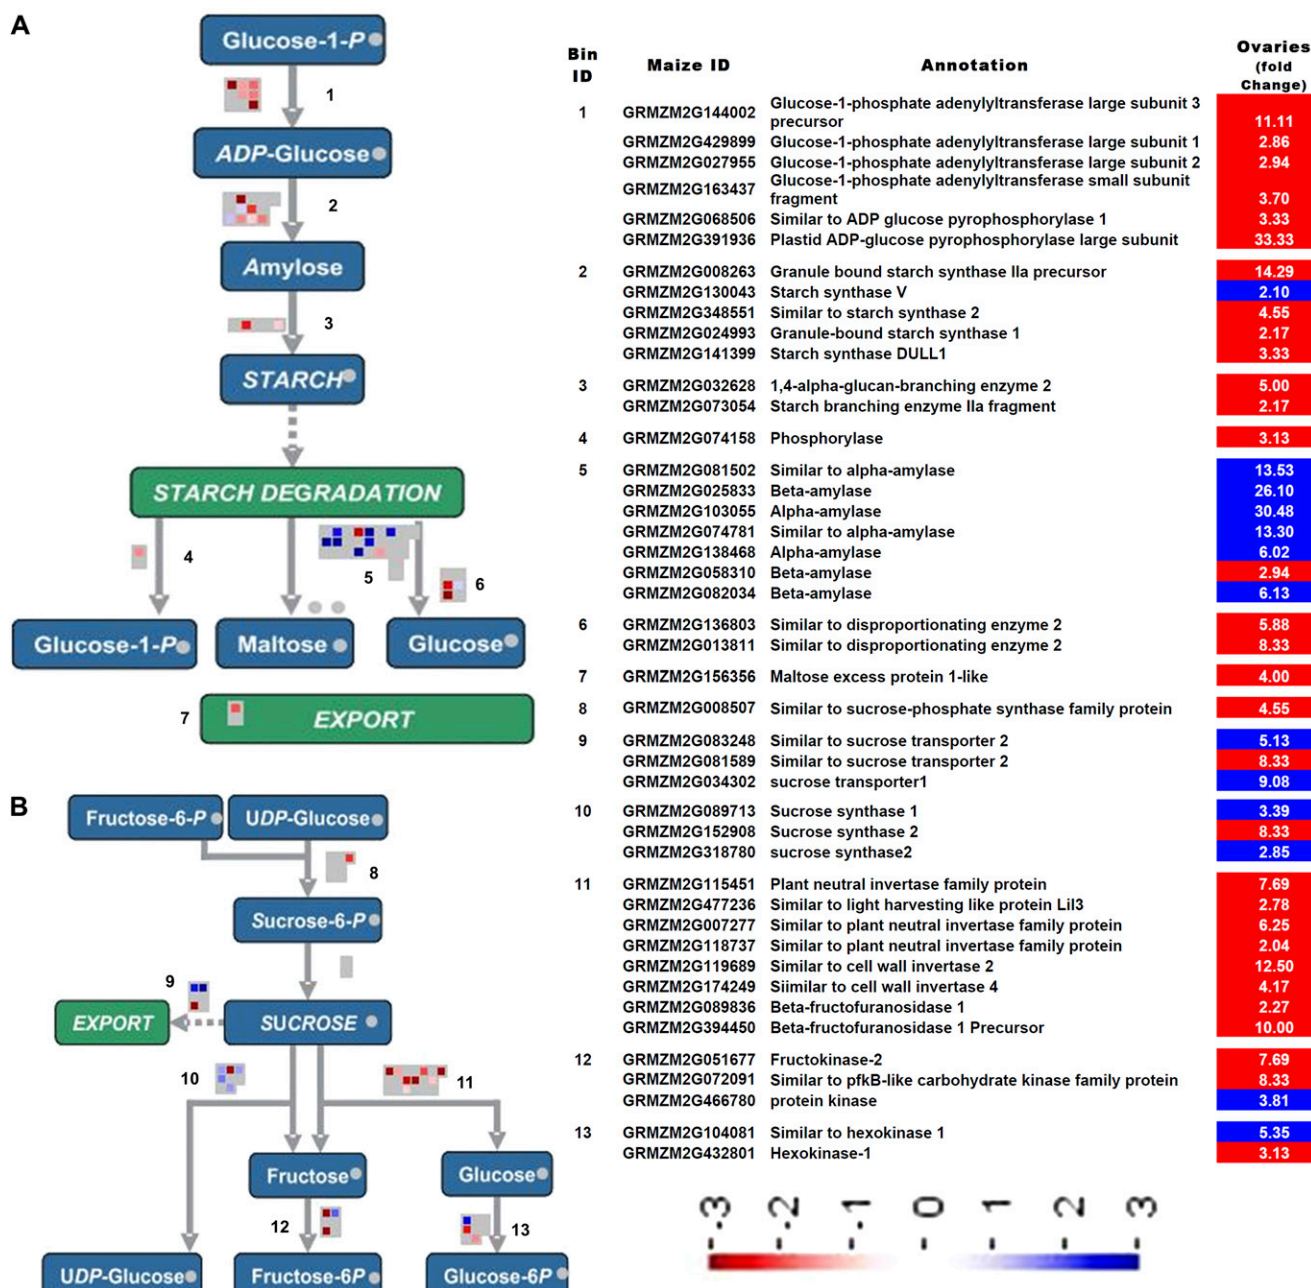 A
Glucose-1-P
1
ADP-Glucose
2
Amylose
3
STARCH
STARCH DEGRADATION
4
5
6
Glucose-1-P
Maltose
Glucose
7
EXPORT
B
Fructose-6-P
UDP-Glucose
8
Sucrose-6-P
9
EXPORT
SUCROSE
10
11
Fructose
Glucose
12
13
UDP-Glucose
Fructose-6P
Glucose-6P
Bin ID Maize ID Annotation Ovaries (fold Change)
1 GRMZM2G144002 Glucose-1-phosphate adenylyltransferase large subunit 3
precursor 11.11
GRMZM2G429899 Glucose-1-phosphate adenylyltransferase large subunit 1 2.86
GRMZM2G027955 Glucose-1-phosphate adenylyltransferase large subunit 2 2.94
GRMZM2G163437 Glucose-1-phosphate adenylyltransferase small subunit
fragment 3.70
GRMZM2G068506 Similar to ADP glucose pyrophosphorylase 1 3.33
GRMZM2G391936 Plastid ADP-glucose pyrophosphorylase large subunit 33.33
2 GRMZM2G008263 Granule bound starch synthase IIa precursor 14.29
GRMZM2G130043 Starch synthase V 2.10
GRMZM2G348551 Similar to starch synthase 2 4.55
GRMZM2G024993 Granule-bound starch synthase 1 2.17
GRMZM2G141399 Starch synthase DULL1 3.33
3 GRMZM2G032628 1,4-alpha-glucan-branching enzyme 2 5.00
GRMZM2G073054 Starch branching enzyme IIa fragment 2.17
4 GRMZM2G074158 Phosphorylase 3.13
5 GRMZM2G081502 Similar to alpha-amylase 13.53
GRMZM2G025833 Beta-amylase 26.10
GRMZM2G103055 Alpha-amylase 30.48
GRMZM2G074781 Similar to alpha-amylase 13.30
GRMZM2G138468 Alpha-amylase 6.02
GRMZM2G058310 Beta-amylase 2.94
GRMZM2G082034 Beta-amylase 6.13
6 GRMZM2G136803 Similar to disproportionating enzyme 2 5.88
GRMZM2G013811 Similar to disproportionating enzyme 2 8.33
7 GRMZM2G156356 Maltose excess protein 1-like 4.00
8 GRMZM2G008507 Similar to sucrose-phosphate synthase family protein 4.55
9 GRMZM2G083248 Similar to sucrose transporter 2 5.13
GRMZM2G081589 Similar to sucrose transporter 2 8.33
GRMZM2G034302 sucrose transporter1 9.08
10 GRMZM2G089713 Sucrose synthase 1 3.39
GRMZM2G152908 Sucrose synthase 2 8.33
GRMZM2G318780 sucrose synthase2 2.85
11 GRMZM2G115451 Plant neutral invertase family protein 7.69
GRMZM2G477236 Similar to light harvesting like protein Lil3 2.78
GRMZM2G007277 Similar to plant neutral invertase family protein 6.25
GRMZM2G118737 Similar to plant neutral invertase family protein 2.04
GRMZM2G119689 Similar to cell wall invertase 2 12.50
GRMZM2G174249 Siimilar to cell wall invertase 4 4.17
GRMZM2G089836 Beta-fructofuranosidase 1 2.27
GRMZM2G394450 Beta-fructofuranosidase 1 Precursor 10.00
12 GRMZM2G051677 Fructokinase-2 7.69
GRMZM2G072091 Similar to pfkB-like carbohydrate kinase family protein 8.33
GRMZM2G466780 protein kinase 3.81
13 GRMZM2G104081 Similar to hexokinase 1 5.35
GRMZM2G432801 Hexokinase-1 3.13
-3 -2 -1 0 1 2 3